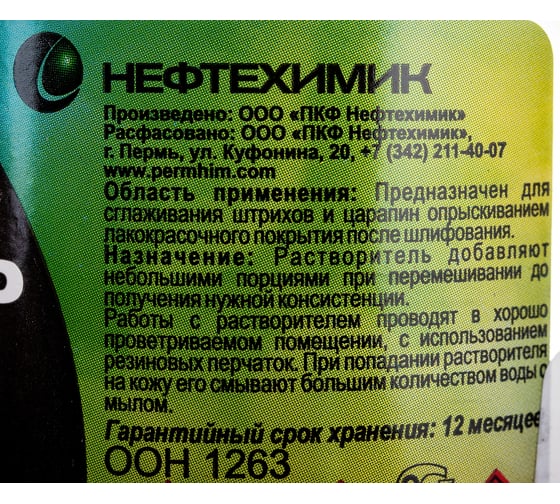 НЕФТЕХИМИК
Произведено: ООО «ПКФ Нефтехимик»
Расфасовано: ООО «ПКФ Нефтехимик»,
г. Пермь, ул. Куфонина, 20, +7 (342) 211-40-07
www.permhim.com
Область применения: Предназначен для
сглаживания штрихов и царапин опрыскиванием
лакокрасочного покрытия после шлифования.
Назначение: Растворитель добавляют
небольшими порциями при перемешивании до
получения нужной консистенции.
Работы с растворителем проводят в хорошо
проветриваемом помещении, с использованием
резиновых перчаток. При попадании растворителя
на кожу его смывают большим количеством воды с
мылом.
Гарантийный срок хранения: 12 месяцев
ООН 1263